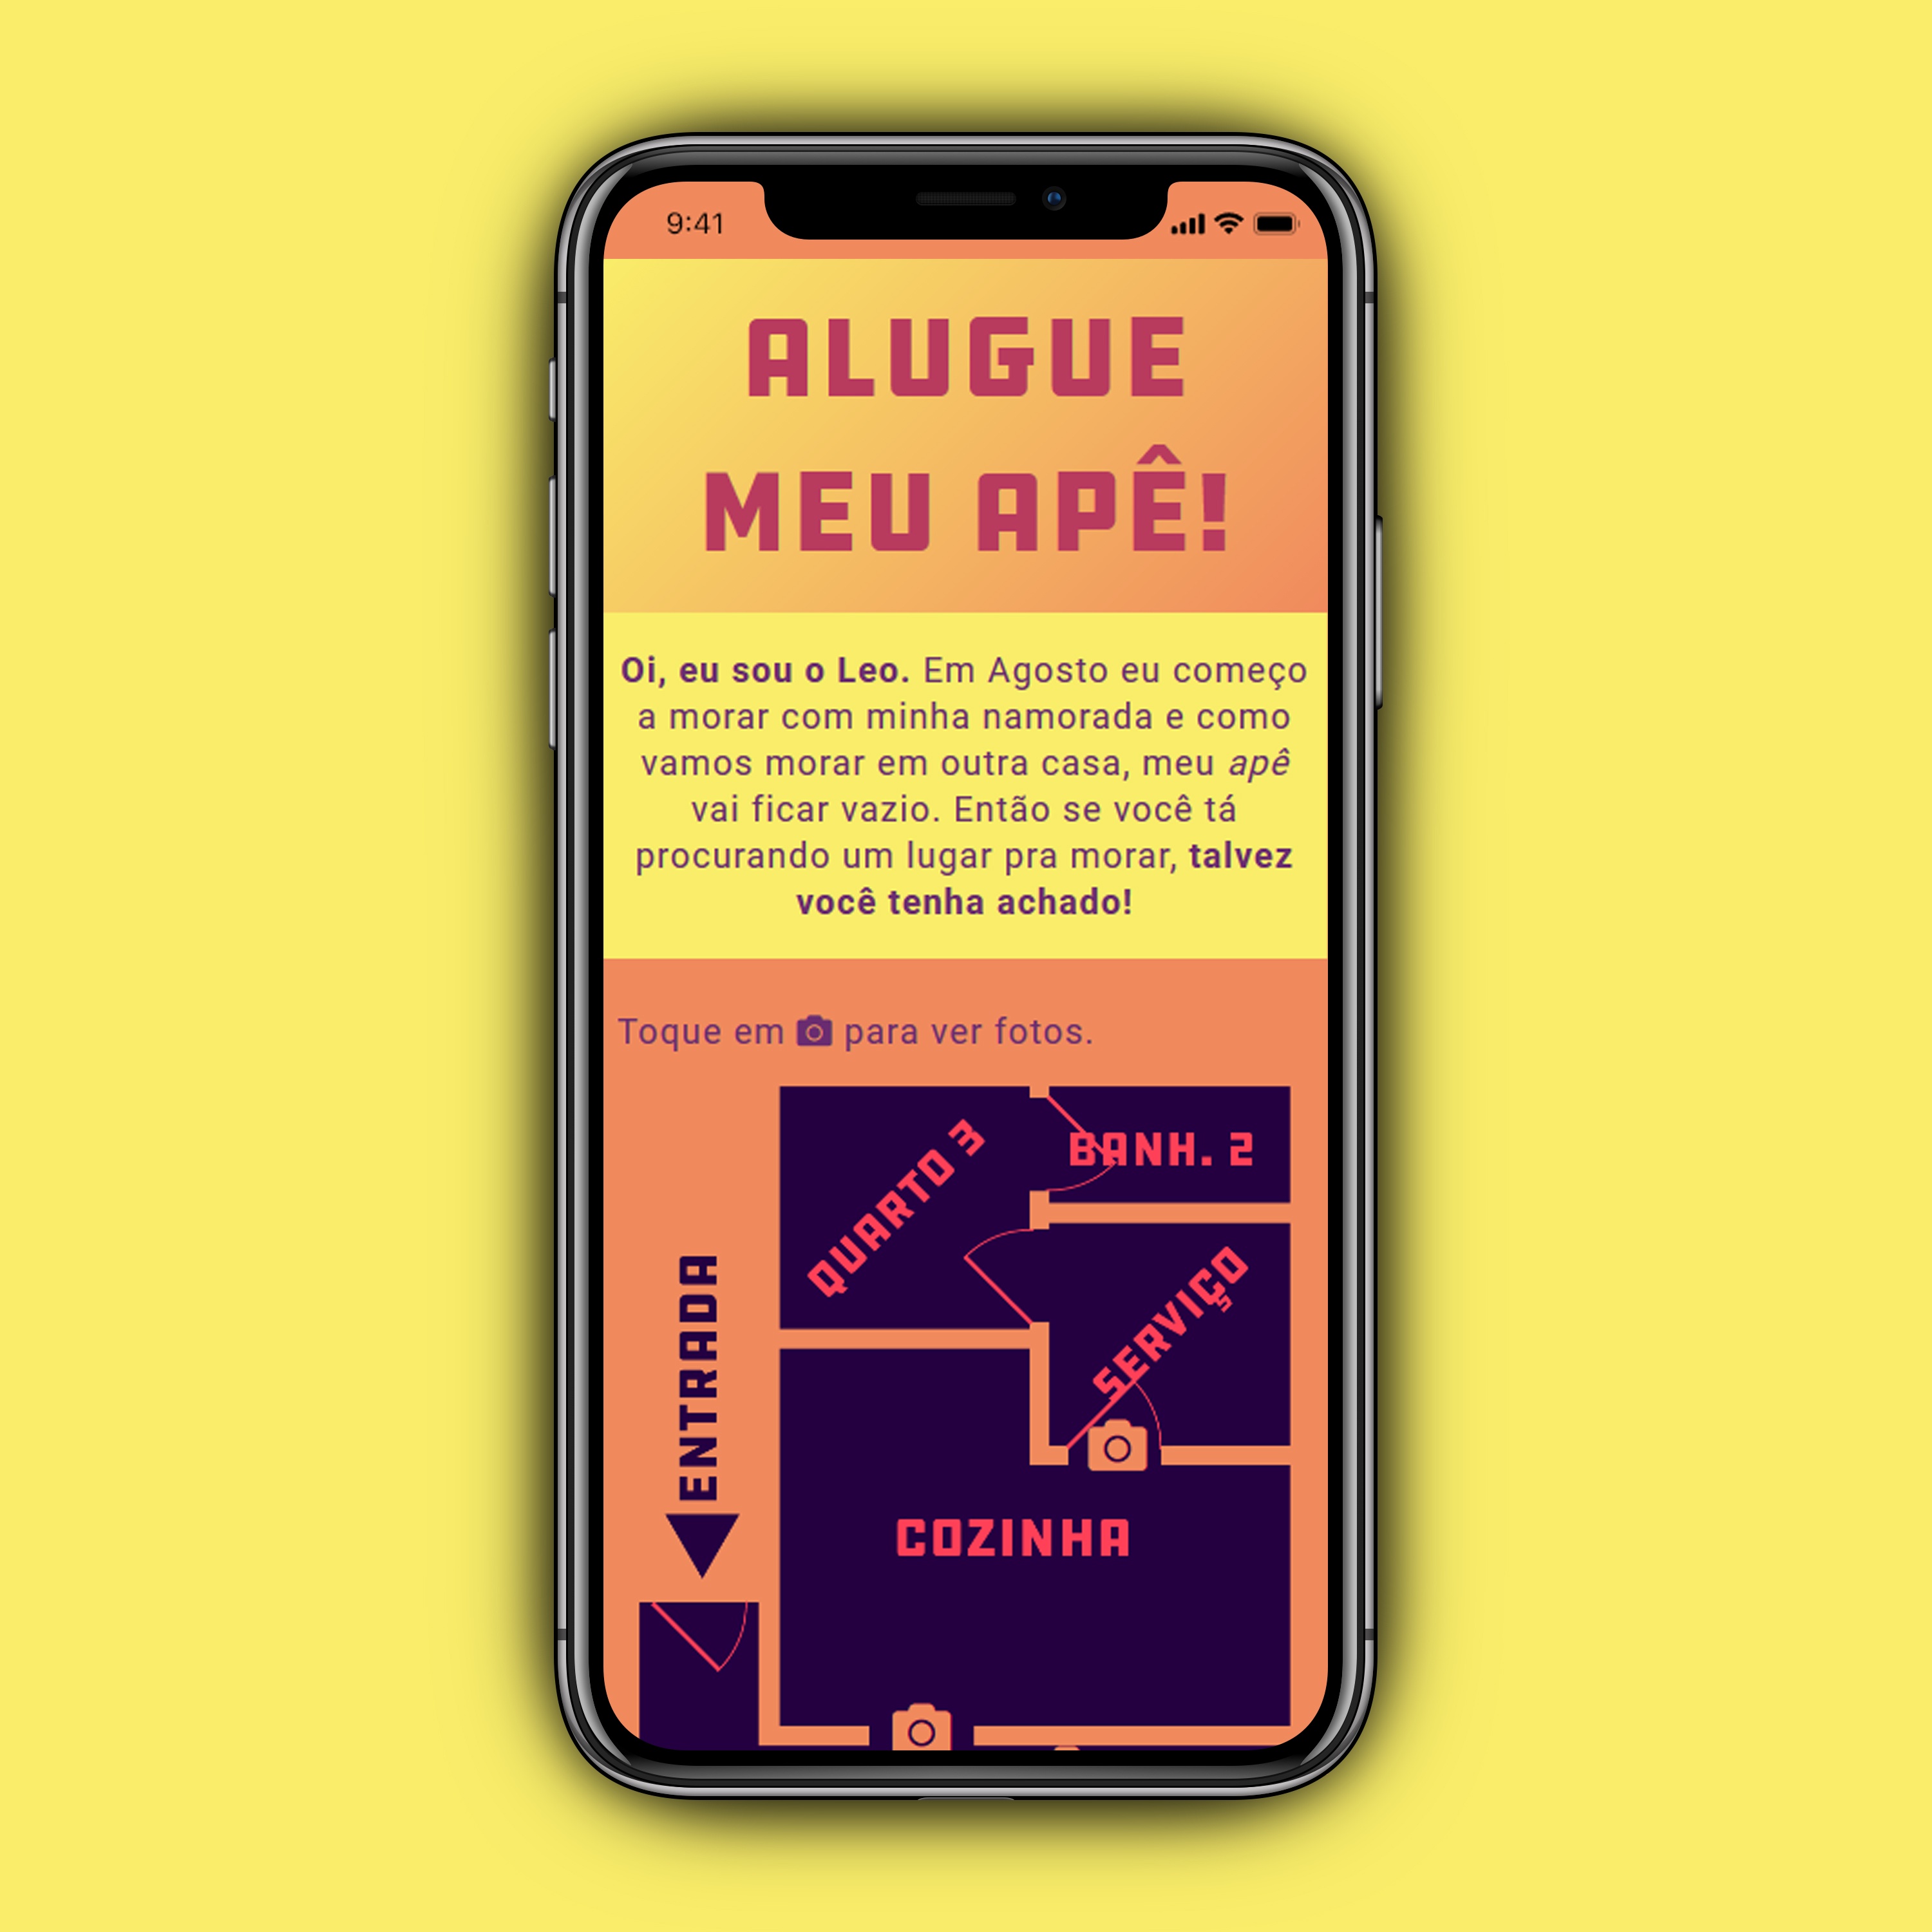 9:41
ALUGUE
MEU APÊ!
Oi, eu sou o Leo. Em Agosto eu começo
a morar com minha namorada e como
vamos morar em outra casa, meu apê
vai ficar vazio. Então se você tá
procurando um lugar pra morar, talvez
você tenha achado!
Toque em para ver fotos.
QUARTO 3
BANH. 2
SERVIÇO
ENTRADA
COZINHA